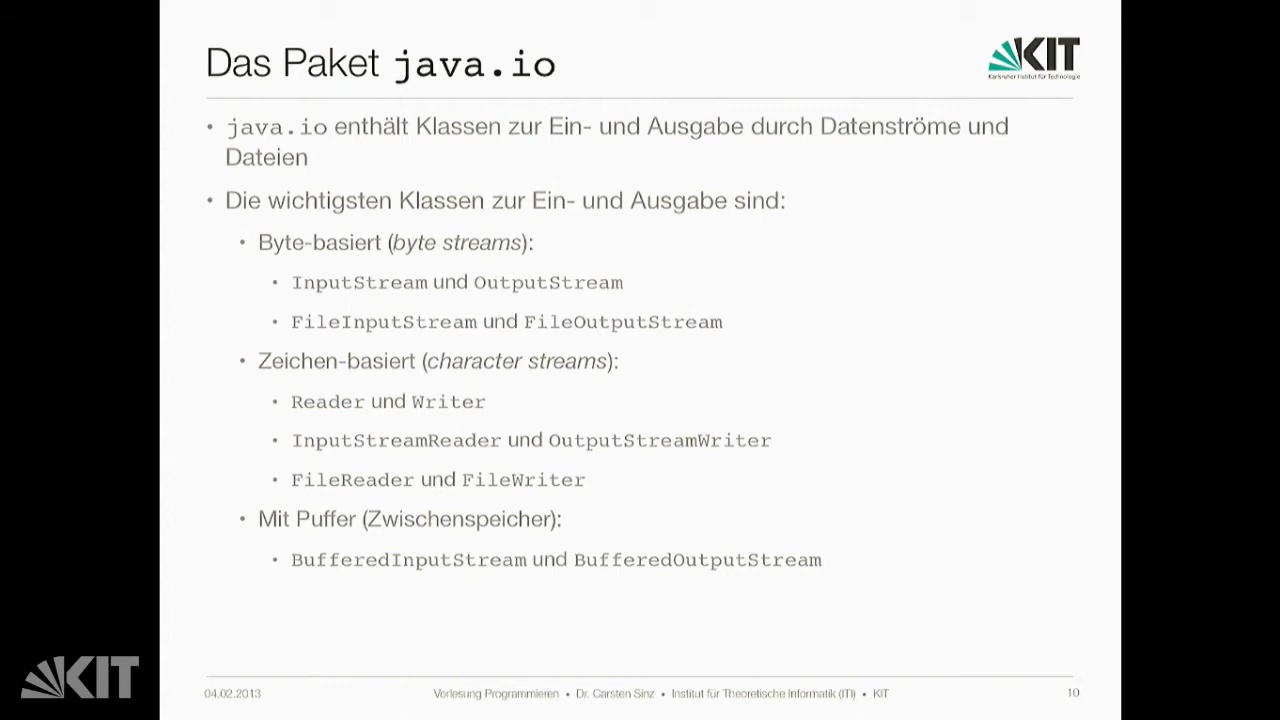 Das Paket java.io
KIT
Karlsruher Institut für Technologie
• java.io enthält Klassen zur Ein- und Ausgabe durch Datenströme und
Dateien
• Die wichtigsten Klassen zur Ein- und Ausgabe sind:
• Byte-basiert (byte streams):
• InputStream und OutputStream
• FileInputStream und FileOutputStream
• Zeichen-basiert (character streams):
• Reader und Writer
• InputStreamReader und OutputStreamWriter
• FileReader und FileWriter
• Mit Puffer (Zwischenspeicher):
• BufferedInputStream und BufferedOutputStream
KIT
04.02.2013
Vorlesung Programmieren • Dr. Carsten Sinz • Institut für Theoretische Informatik (ITI) • KIT
10